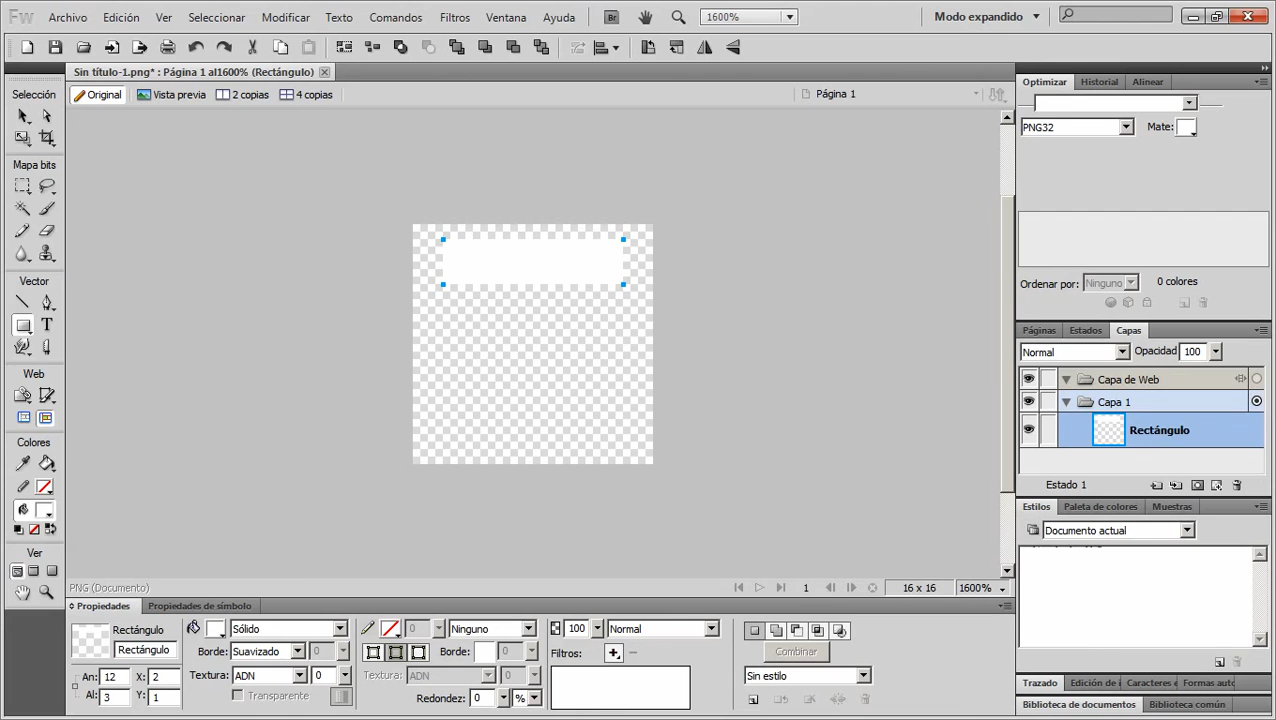 Fw Archivo Edición Ver Seleccionar Modificar Texto Comandos Filtros Ventana Ayuda Br 1600% Modo expandido
Sin título-1.png* : Página 1 al1600% (Rectángulo)
Original Vista previa 2 copias 4 copias Página 1
Selección
Mapa bits
Vector
T
Web
Colores
Ver
Optimizar Historial Alinear
PNG32 Mate:
Ordenar por: Ninguno 0 colores
Páginas Estados Capas
Normal Opacidad 100
Capa de Web
Capa 1
Rectángulo
Estado 1
Estilos Paleta de colores Muestras
Documento actual
Trazado Edición de i Caracteres e Formas auto
Biblioteca de documentos Biblioteca común
PNG (Documento) 1 16 x 16 1600%
Propiedades Propiedades de símbolo
Rectángulo Sólido 0 Ninguno 100 Normal
Rectángulo Borde: Suavizado 0 Borde: 0 Filtros: Combinar
An: 12 X: 2 Textura: ADN 0 Textura: ADN 0 Sin estilo
Al: 3 Y: 1 Transparente Redondez: 0 %